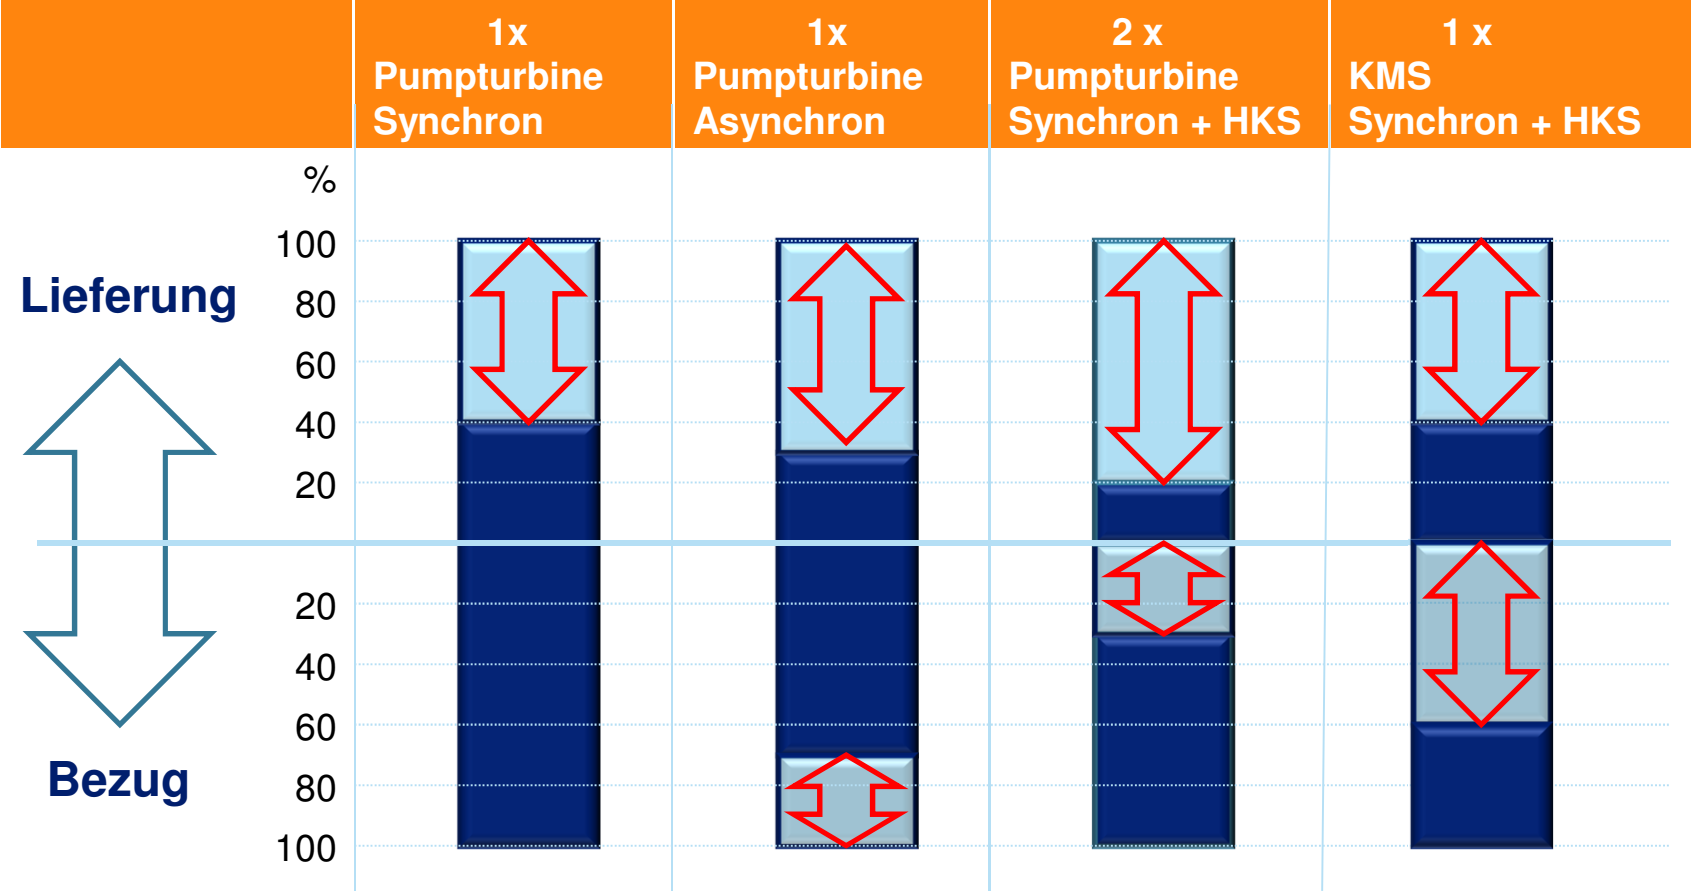 1x
Pumpturbine
Synchron
1x
Pumpturbine
Asynchron
2 x
Pumpturbine
Synchron + HKS
1 x
KMS
Synchron + HKS
%
100
80
60
40
20
20
40
60
80
100
Lieferung
Bezug